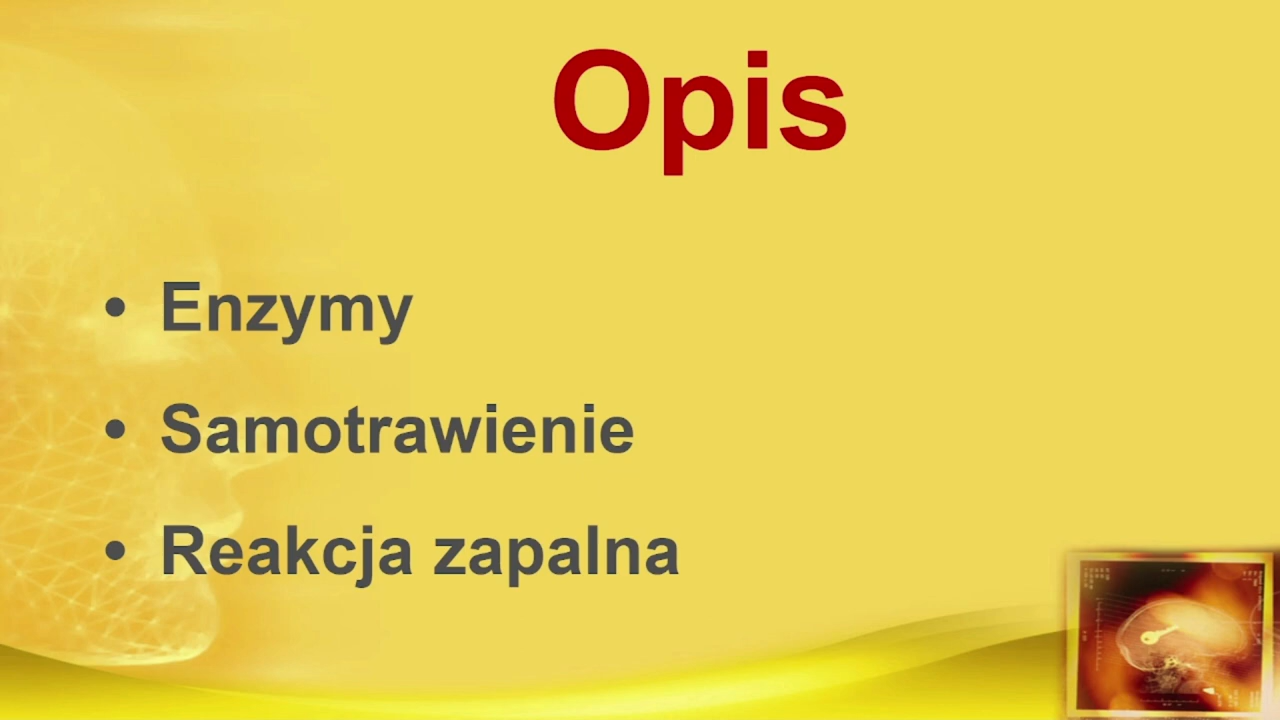 Opis
• Enzymy
• Samotrawienie
• Reakcja zapalna